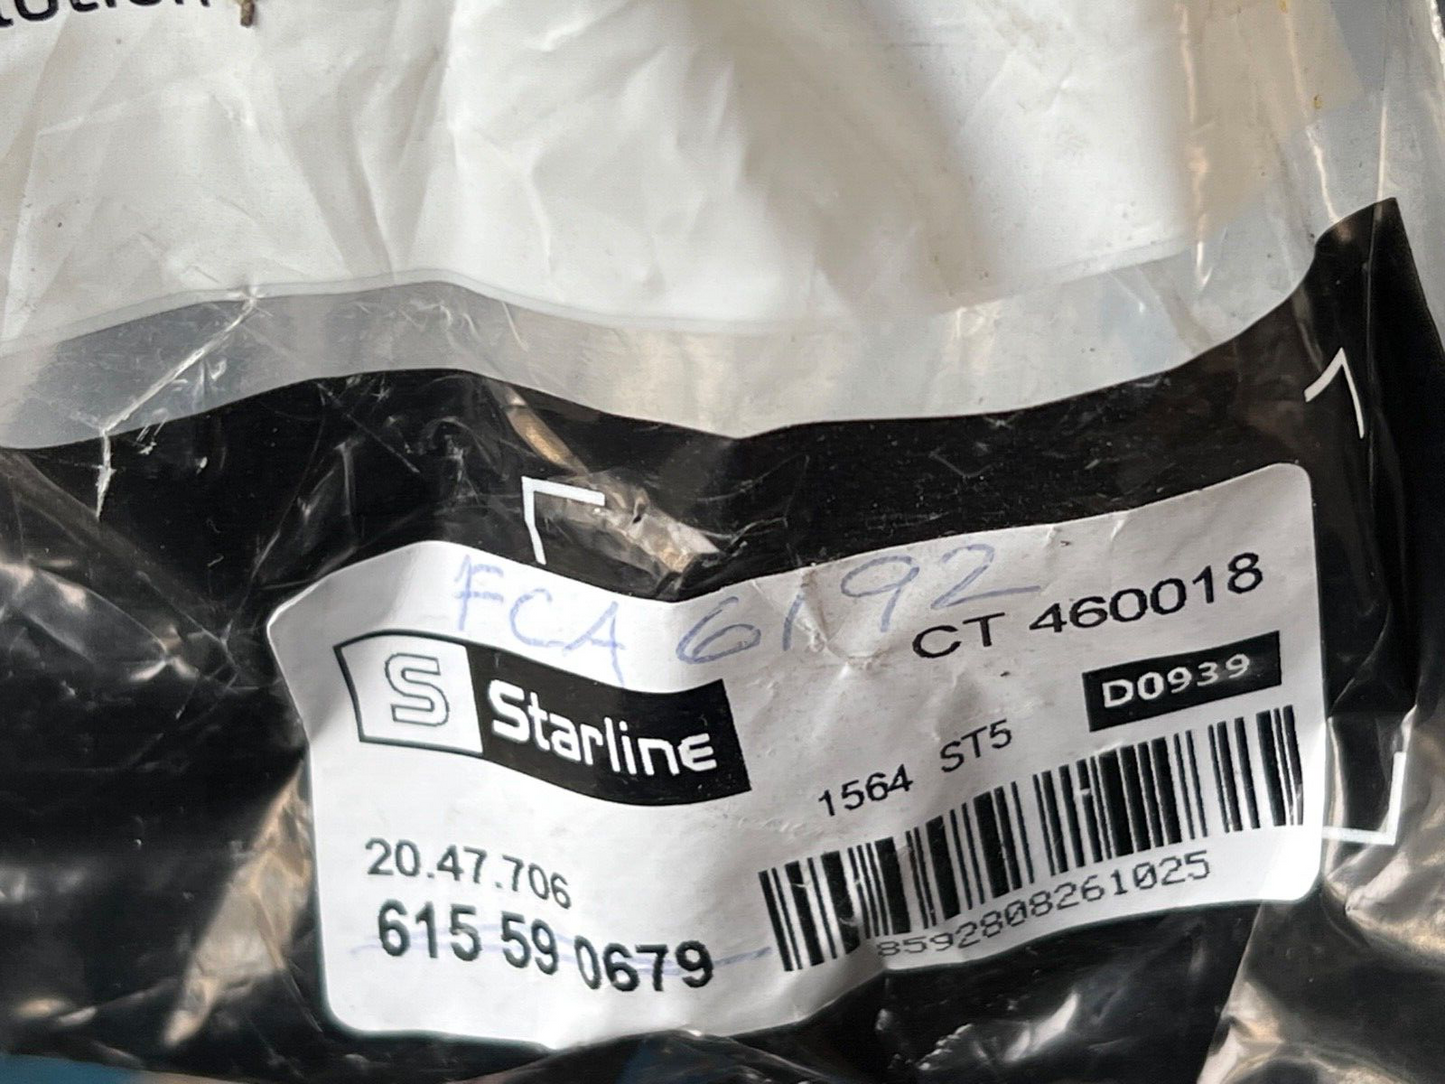 FCA 6192
CT 460018
S Starline
D0939
1564 ST5
20.47.706
615 59 0679
8592808261025